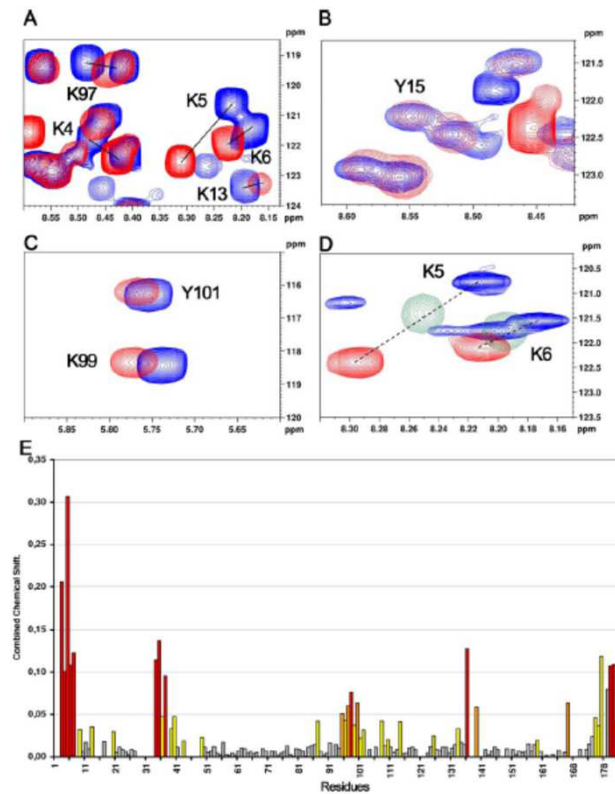 A
B
ppm
119
120
121
122
123
124
K97
K4
K5
K6
K13
8.55 8.50 8.45 8.40 8.35 8.30 8.25 8.20 8.15
ppm
ppm
121.5
122.0
122.5
123.0
Y15
8.60 8.55 8.50 8.45
ppm
C
D
ppm
115
116
117
118
119
120
Y101
K99
5.85 5.80 5.75 5.70 5.65
ppm
ppm
120.5
121.0
121.5
122.0
122.5
123.0
123.5
K5
K6
8.30 8.28 8.26 8.24 8.22 8.20 8.18 8.16
ppm
E
0,35
0,30
0,25
0,20
0,15
0,10
0,05
0,00
Combined Chemical Shift.
1 11 21 31 41 51 61 71 81 91 101 111 121 131 141 151 161 168 178
Residues